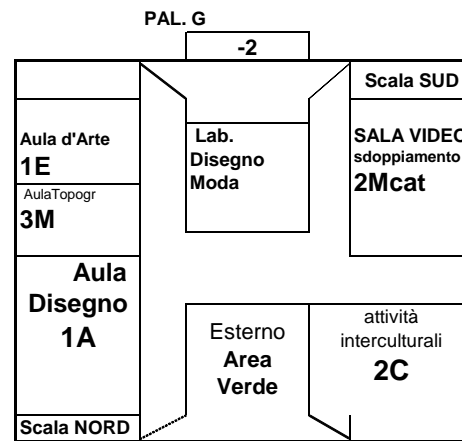 PAL. G
-2
Scala SUD
Aula d'Arte
1E
AulaTopogr
3M
Lab.
Disegno
Moda
SALA VIDEO
sdoppiamento
2Mcat
Aula
Disegno
1A
Esterno
Area
Verde
attività
interculturali
2C
Scala NORD